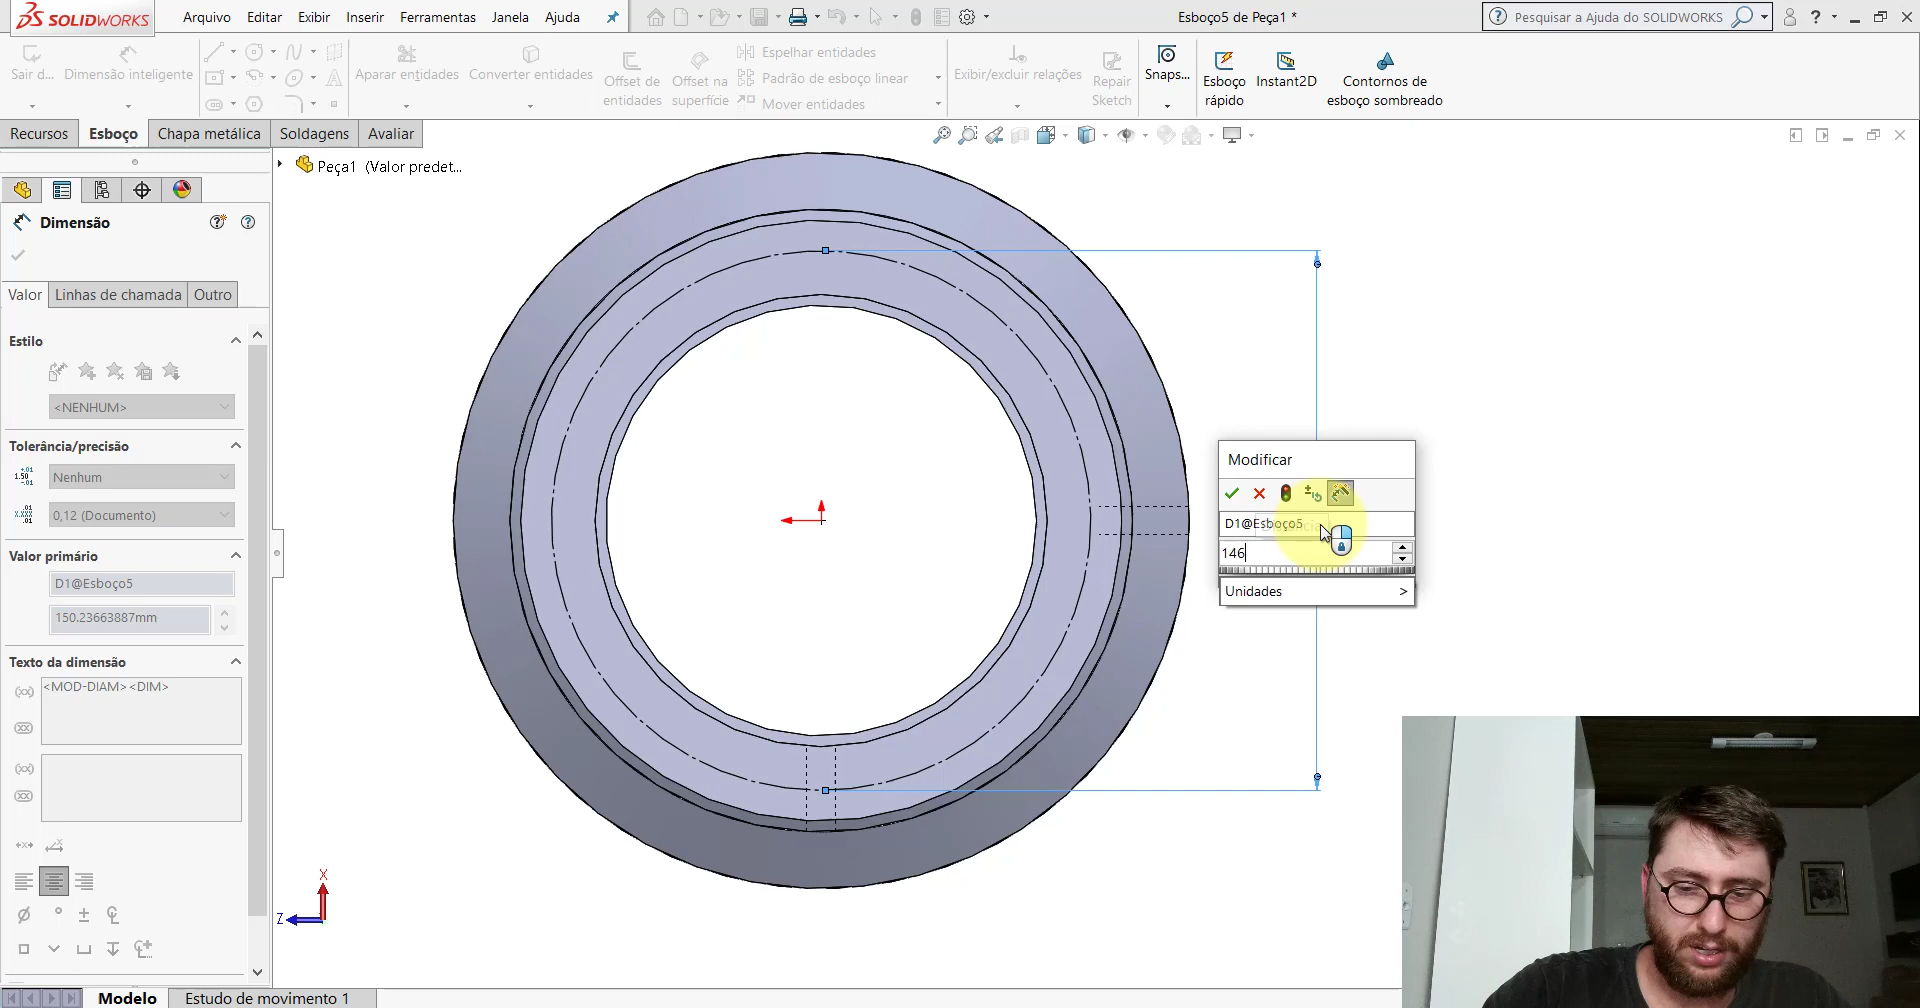 SOLIDWORKS
Arquivo Editar Exibir Inserir Ferramentas Janela Ajuda
Esboço5 de Peça1 *
Pesquisar a Ajuda do SOLIDWORKS
Sair d...
Dimensão inteligente
Aparar entidades
Converter entidades
Offset de entidades
Offset na superfície
Espelhar entidades
Padrão de esboço linear
Mover entidades
Exibir/excluir relações
Repair Sketch
Snaps...
Esboço rápido
Instant2D
Contornos de esboço sombreado
Recursos Esboço Chapa metálica Soldagens Avaliar
Peça1 (Valor predet...
Dimensão
Valor Linhas de chamada Outro
Estilo
<NENHUM>
Tolerância/precisão
Nenhum
0,12 (Documento)
Valor primário
D1@Esboço5
150.23663887mm
Texto da dimensão
<MOD-DIAM><DIM>
Modificar
D1@Esboço5
146
Unidades >
X
Z
Modelo Estudo de movimento 1